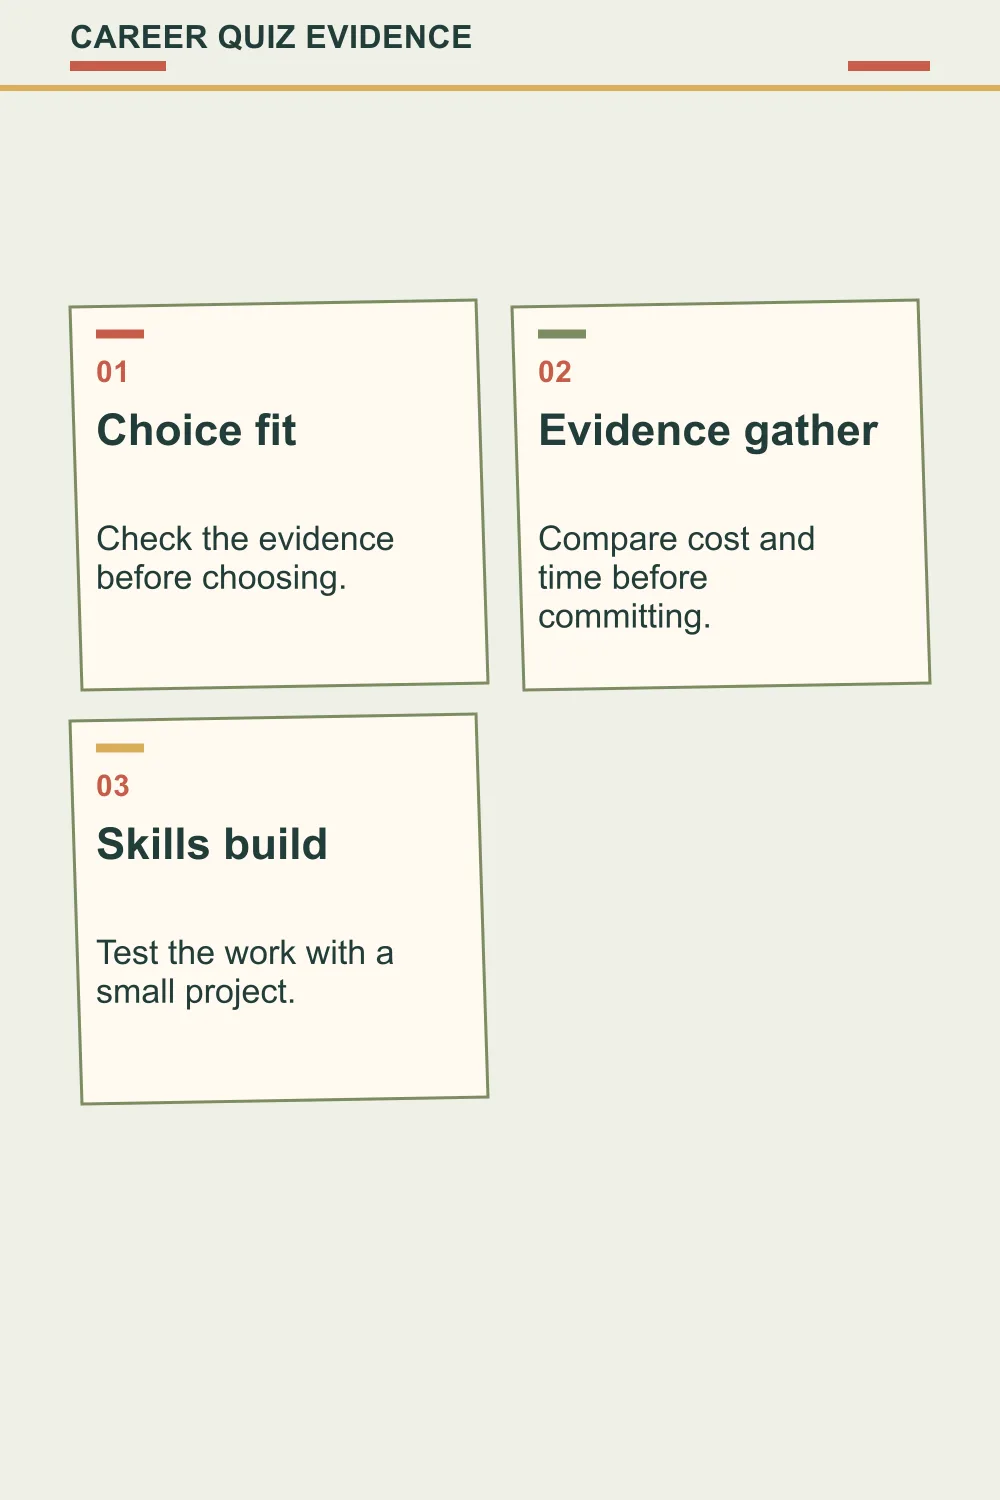 CAREER QUIZ EVIDENCE
01
Choice fit
Check the evidence
before choosing.
02
Evidence gather
Compare cost and
time before
committing.
03
Skills build
Test the work with a
small project.